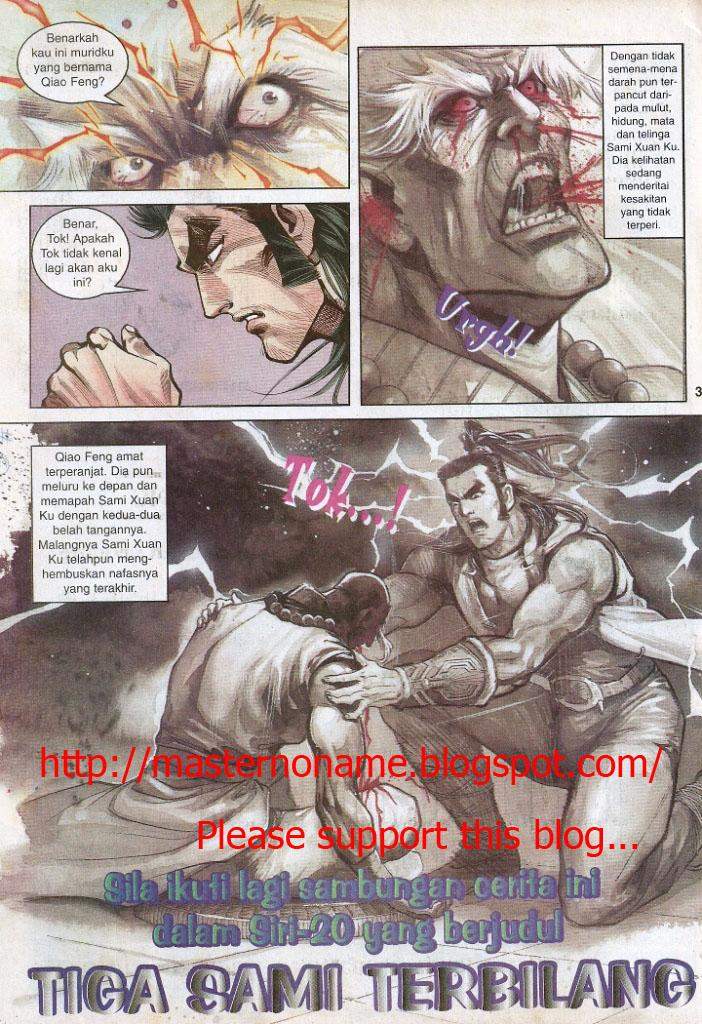 Benarkah
kau ini muridku
yang bernama
Qiao Feng?
Dengan tidak
semena-mena
darah pun ter-
pancut dari-
pada mulut,
hidung, mata
dan telinga
Sami Xuan Ku.
Dia kelihatan
sedang
menderitai
kesakitan
yang tidak
terperi.
Benar,
Tok! Apakah
Tok tidak kenal
lagi akan aku
ini?
Urgh!
3
Qiao Feng amat
terperanjat. Dia pun
meluru ke depan dan
memapah Sami Xuan
Ku dengan kedua-dua
belah tangannya.
Malangnya Sami Xuan
Ku telahpun meng-
hembuskan nafasnya
yang terakhir.
Tok...!
http://masternoname.blogspot.com/
Please support this blog...
Sila ikuti lagi sambungan cerita ini
dalam Siri-20 yang berjudul
TIGA SAMI TERBILANG